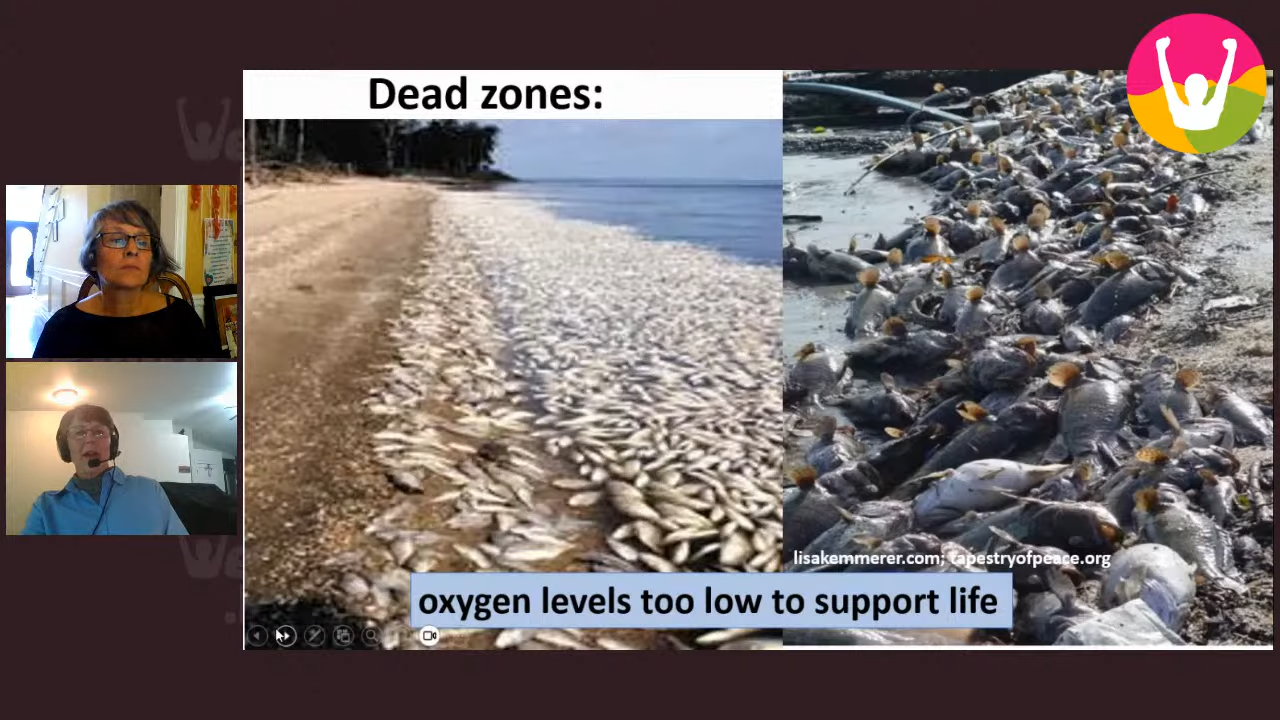 Dead zones:
lisakemmerer.com; tapestryofpeace.org
oxygen levels too low to support life